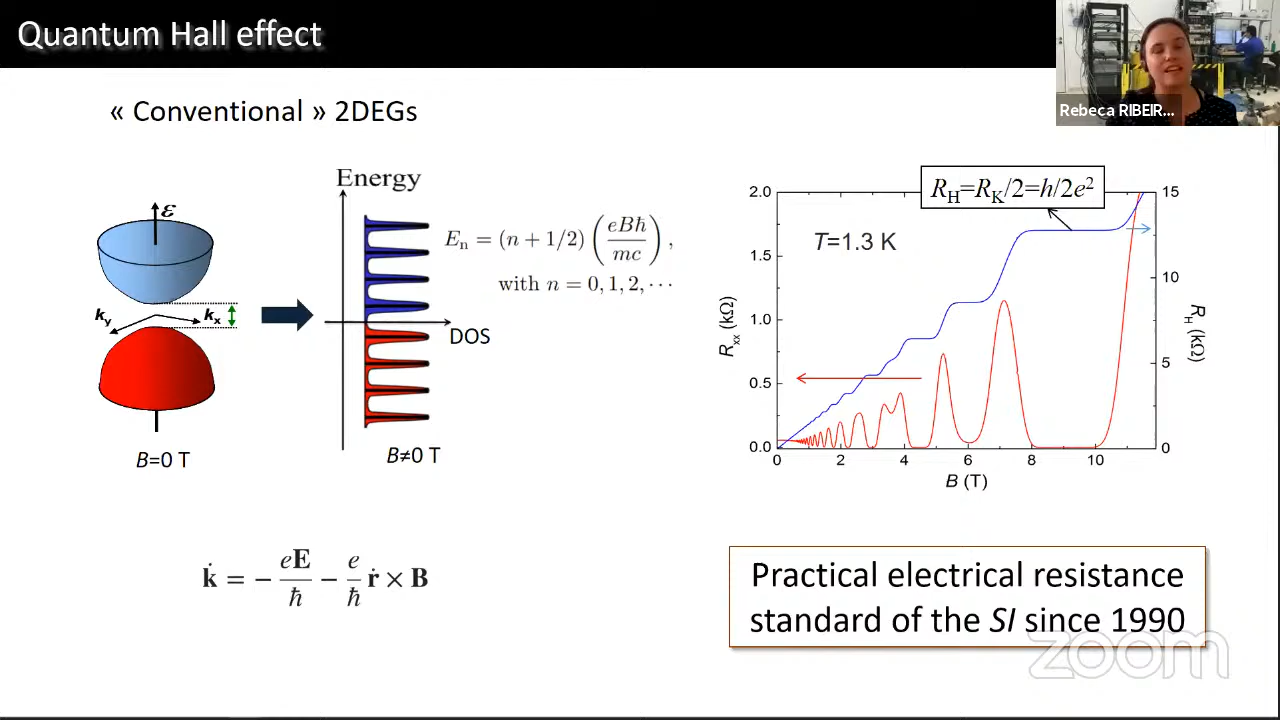 Quantum Hall effect
Rebeca RIBEIR...
« Conventional » 2DEGs
ε
k_y
k_x
B=0 T
Energy
DOS
B≠0 T
E_n = (n + 1/2) (eBħ/mc),
with n = 0, 1, 2, ···
R_H=R_K/2=h/2e²
T=1.3 K
2.0
1.5
1.0
0.5
0.0
R_xx (kΩ)
15
10
5
0
R_H (kΩ)
0 2 4 6 8 10
B (T)
k̇ = − eE/ħ − e/ħ ṙ × B
Practical electrical resistance
standard of the SI since 1990
zoom